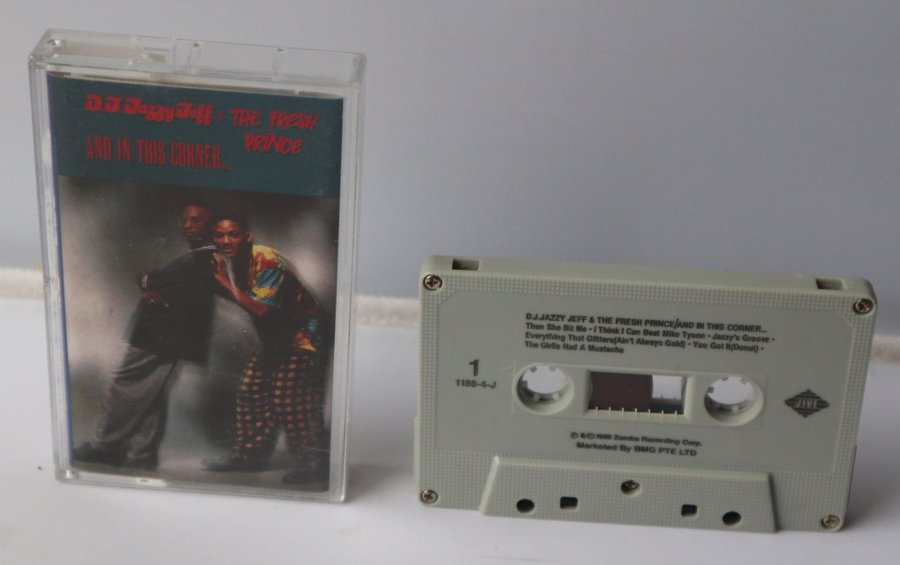 D.J Jazzy Jeff & THE FRESH
PRINCE
AND IN THIS CORNER...
D.J.JAZZY JEFF & THE FRESH PRINCE/AND IN THIS CORNER...
Then She Bit Me • I Think I Can Beat Mike Tyson • Jazzy's Groove •
Everything That Glitters(Ain't Always Gold) • You Got It(Donut) •
The Girlie Had A Mustache
1
1188-4-J
JIVE
℗ & © 1989 Zomba Recording Corp.
Marketed By BMG PTE LTD